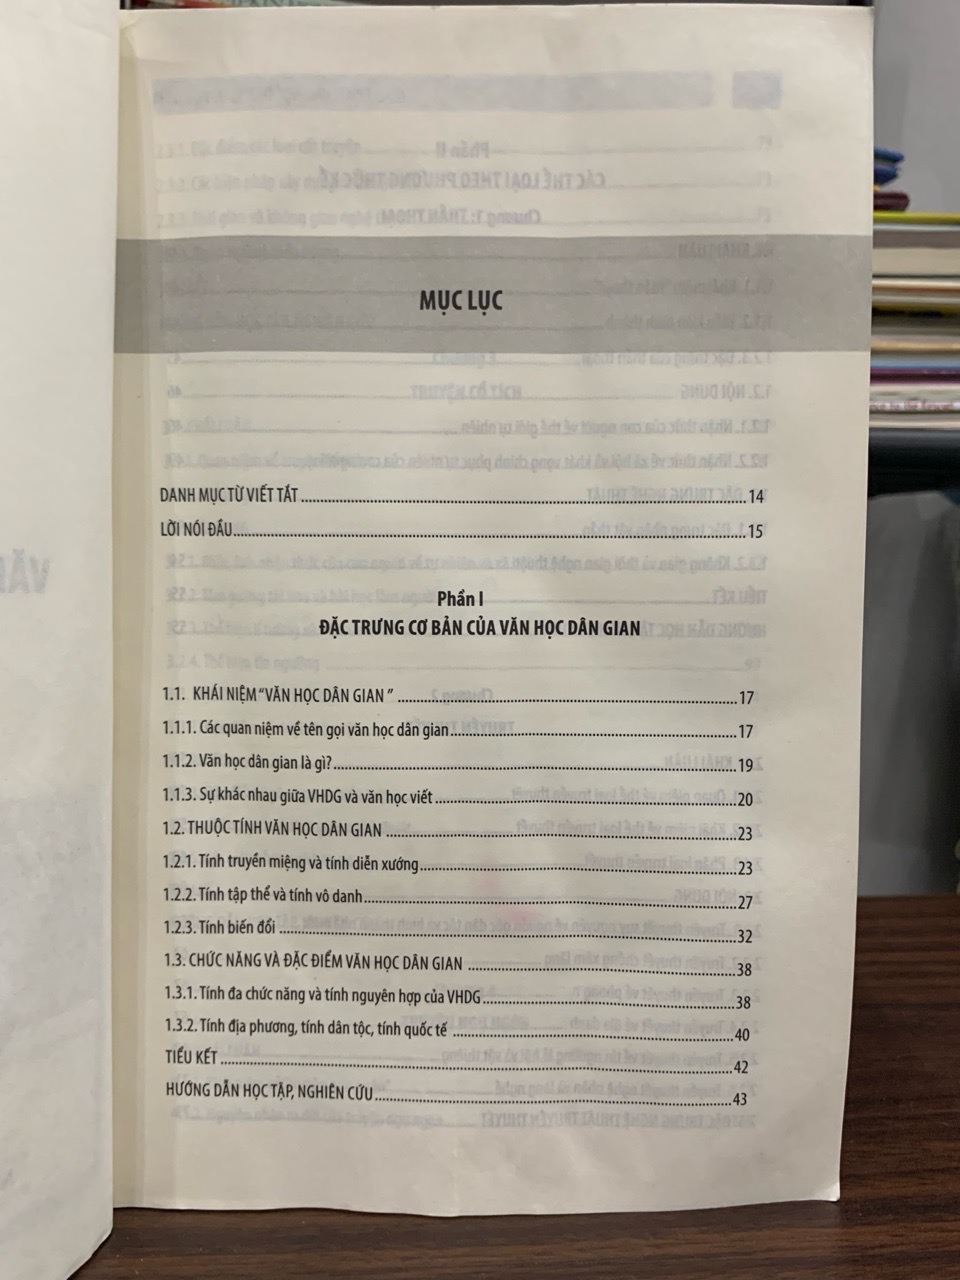 MỤC LỤC
DANH MỤC TỪ VIẾT TẮT ........ 14
LỜI NÓI ĐẦU ........ 15
Phần I
ĐẶC TRƯNG CƠ BẢN CỦA VĂN HỌC DÂN GIAN
1.1. KHÁI NIỆM “VĂN HỌC DÂN GIAN ” ........ 17
1.1.1. Các quan niệm về tên gọi văn học dân gian ........ 17
1.1.2. Văn học dân gian là gì? ........ 19
1.1.3. Sự khác nhau giữa VHDG và văn học viết ........ 20
1.2. THUỘC TÍNH VĂN HỌC DÂN GIAN ........ 23
1.2.1. Tính truyền miệng và tính diễn xướng ........ 23
1.2.2. Tính tập thể và tính vô danh ........ 27
1.2.3. Tính biến đổi ........ 32
1.3. CHỨC NĂNG VÀ ĐẶC ĐIỂM VĂN HỌC DÂN GIAN ........ 38
1.3.1. Tính đa chức năng và tính nguyên hợp của VHDG ........ 38
1.3.2. Tính địa phương, tính dân tộc, tính quốc tế ........ 40
TIỂU KẾT ........ 42
HƯỚNG DẪN HỌC TẬP, NGHIÊN CỨU ........ 43